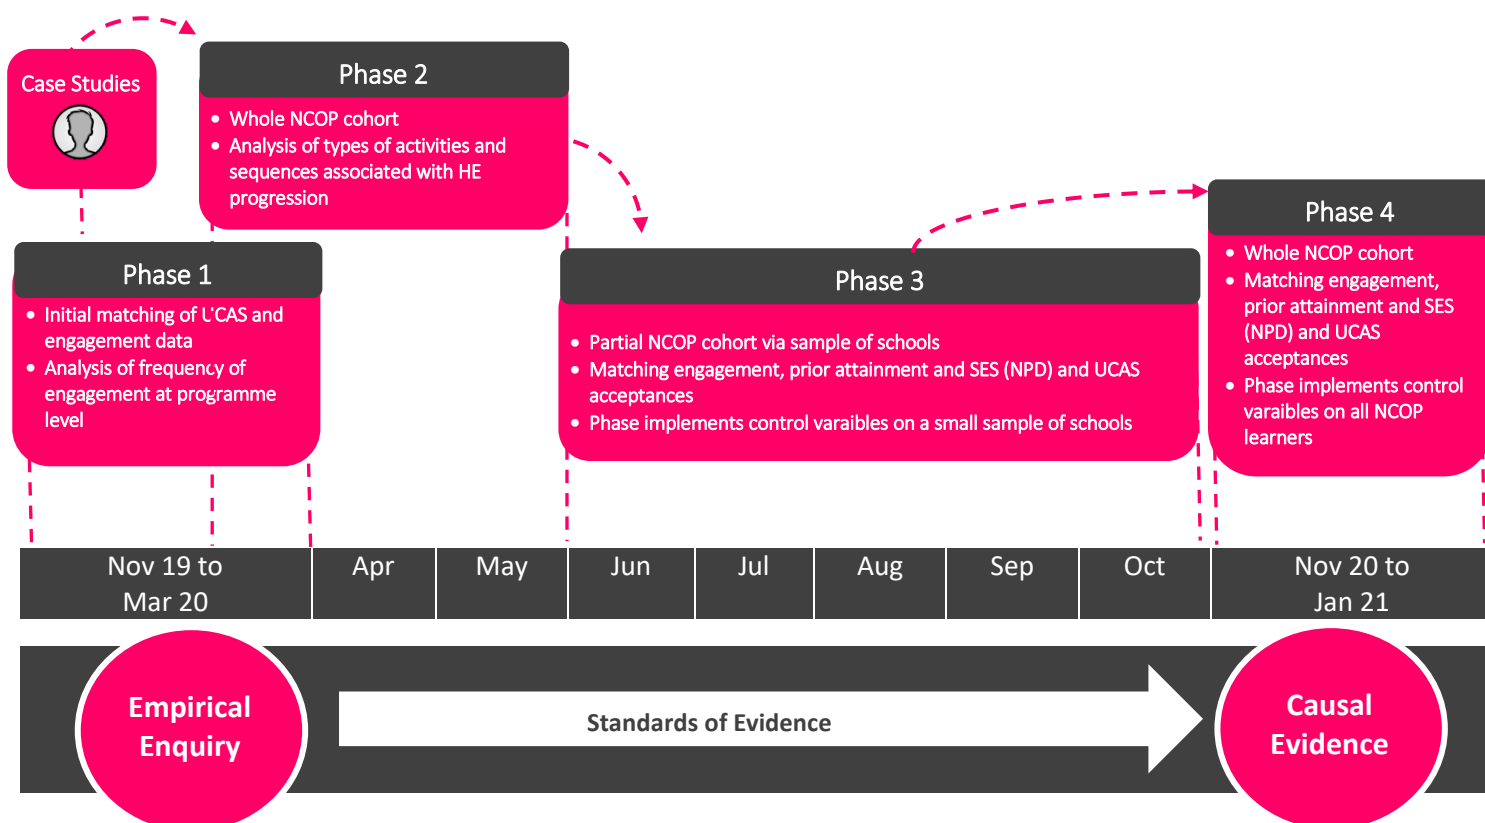 Case Studies
Phase 2
• Whole NCOP cohort
• Analysis of types of activities and
sequences associated with HE
progression
Phase 1
• Initial matching of UCAS and
engagement data
• Analysis of frequency of
engagement at programme
level
Phase 3
• Partial NCOP cohort via sample of schools
• Matching engagement, prior attainment and SES (NPD) and UCAS
acceptances
• Phase implements control varaibles on a small sample of schools
Phase 4
• Whole NCOP cohort
• Matching engagement,
prior attainment and SES
(NPD) and UCAS
acceptances
• Phase implements control
varaibles on all NCOP
learners
Nov 19 to
Mar 20
Apr
May
Jun
Jul
Aug
Sep
Oct
Nov 20 to
Jan 21
Empirical
Enquiry
Standards of Evidence
Causal
Evidence